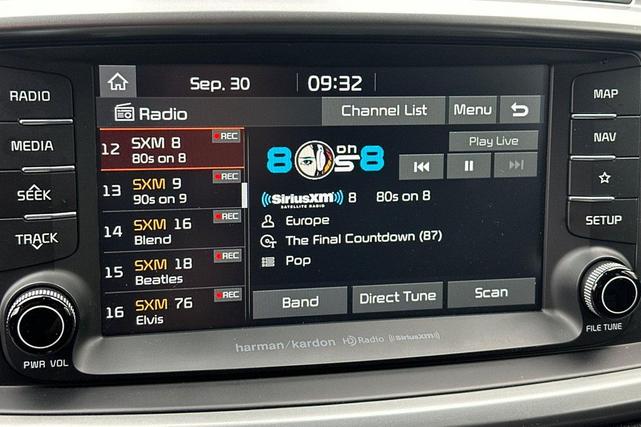 RADIO
MEDIA
SEEK
TRACK
PWR VOL
Sep. 30
09:32
Radio
Channel List
Menu
12 SXM 8 REC
80s on 8
13 SXM 9 REC
90s on 9
14 SXM 16 REC
Blend
15 SXM 18 REC
Beatles
16 SXM 76 REC
Elvis
80s on 8
Play Live
SiriusXM 8 80s on 8
SATELLITE RADIO
Europe
The Final Countdown (87)
Pop
Band
Direct Tune
Scan
harman/kardon HD Radio SiriusXM
MAP
NAV
SETUP
FILE TUNE